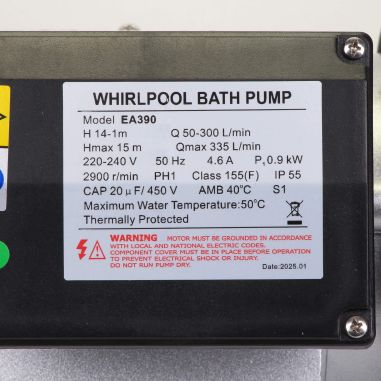 WHIRLPOOL BATH PUMP
Model EA390
H 14-1m Q 50-300 L/min
Hmax 15 m Qmax 335 L/min
220-240 V 50 Hz 4.6 A P₁ 0.9 kW
2900 r/min PH1 Class 155(F) IP 55
CAP 20 μF/ 450 V AMB 40℃ S1
Maximum Water Temperature:50℃
Thermally Protected
WARNING MOTOR MUST BE GROUNDED IN ACCORDANCE
WITH LOCAL AND NATIONAL ELECTRIC CODES.
COMPONENT COVER MUST BE IN PLACE BEFORE OPERATION
TO PREVENT ELECTRICAL SHOCK OR INJURY.
DO NOT RUN PUMP DRY.
Date:2025.01